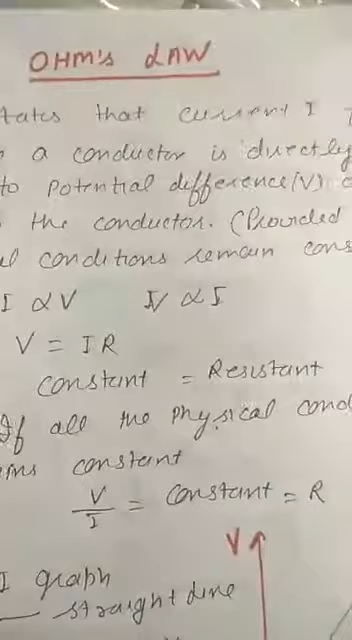 OHM'S LAW
tates that current I
a conductor is directly
to potential difference (V)
the conductor. (Provided
conditions remain cons
I ∝ V    V ∝ I
V = IR
constant = Resistant
If all the physical cond
constant
V/I = constant = R
V
I graph
straight line